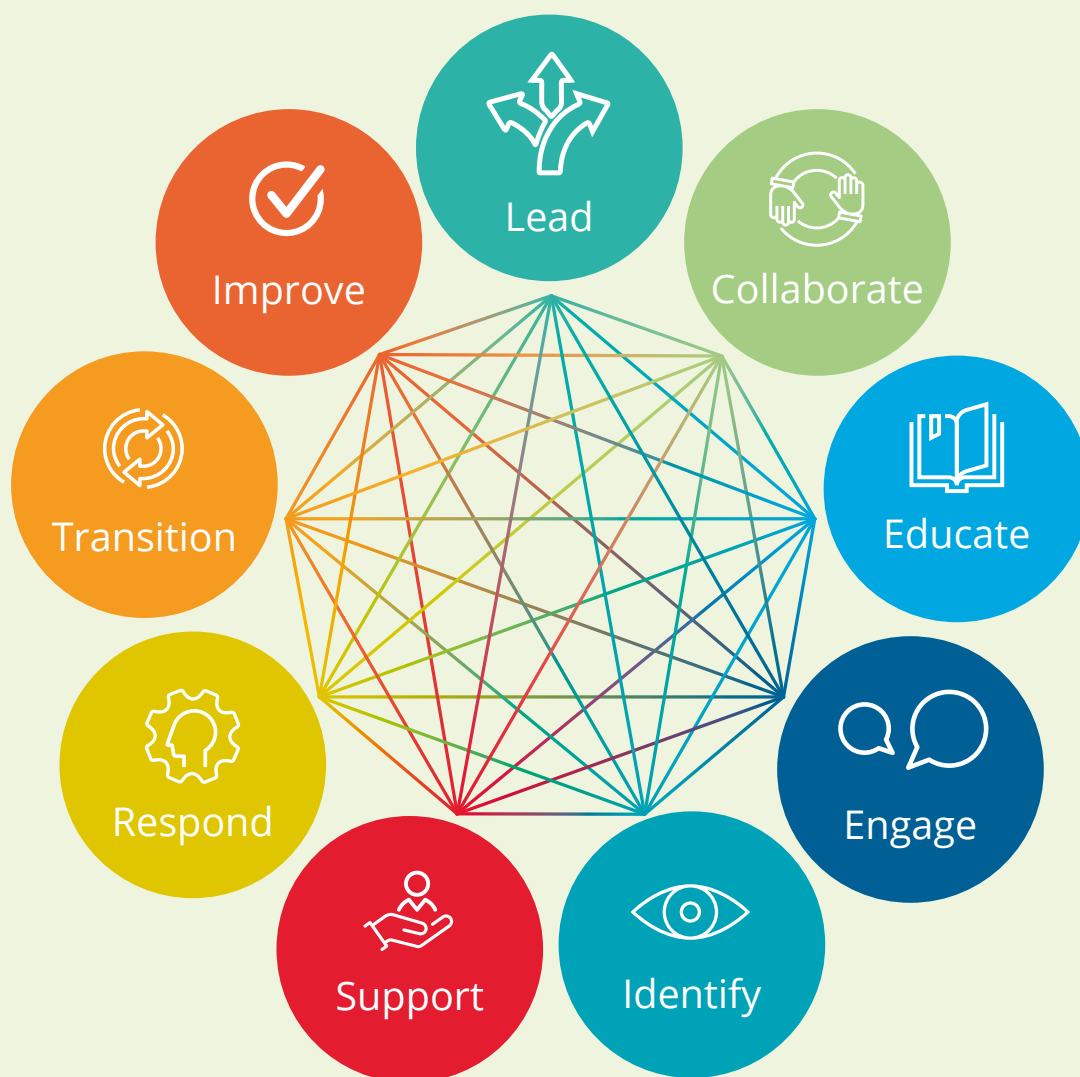 Lead
Collaborate
Educate
Engage
Identify
Support
Respond
Transition
Improve